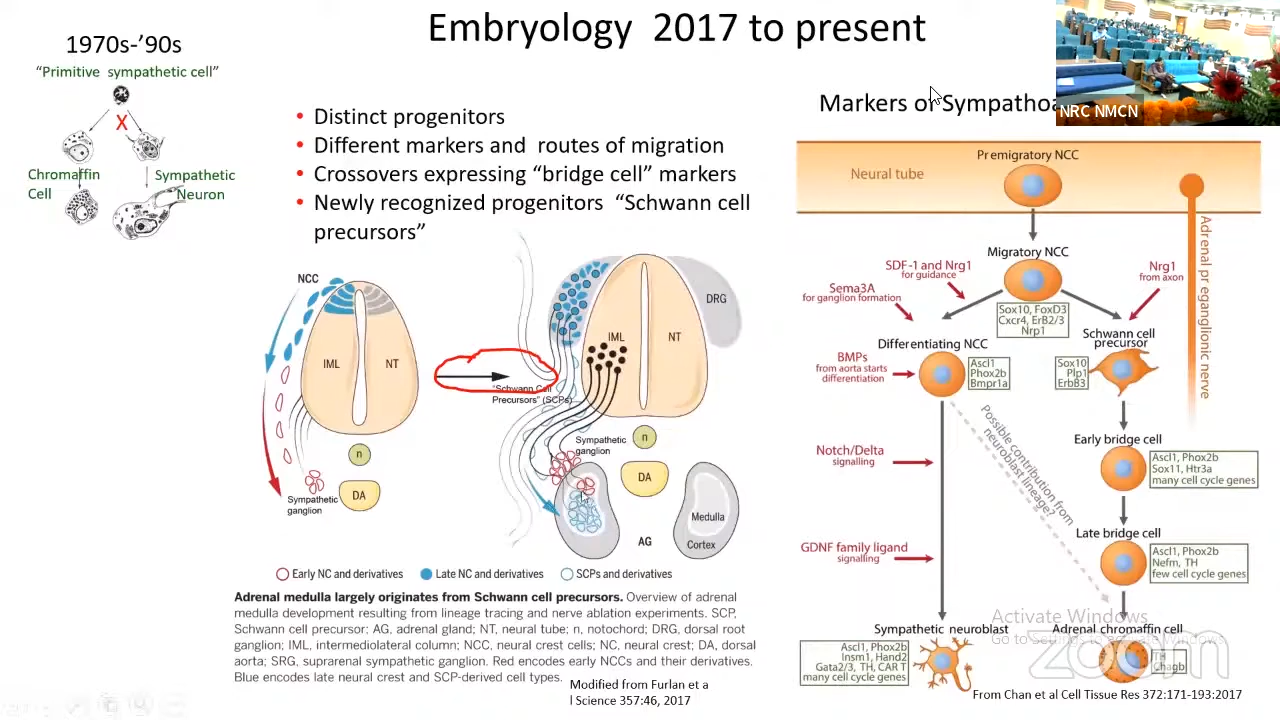 Embryology 2017 to present
1970s-'90s
"Primitive sympathetic cell"
X
Chromaffin
Cell
Sympathetic
Neuron
• Distinct progenitors
• Different markers and routes of migration
• Crossovers expressing "bridge cell" markers
• Newly recognized progenitors "Schwann cell
precursors"
NRC NMCN
Markers of Sympathoa
NCC
IML
NT
n
DA
Sympathetic
ganglion
"Schwann Cell
Precursors" (SCPs)
DRG
IML
NT
Sympathetic
ganglion
n
DA
AG
Medulla
Cortex
Early NC and derivatives
Late NC and derivatives
SCPs and derivatives
Adrenal medulla largely originates from Schwann cell precursors. Overview of adrenal
medulla development resulting from lineage tracing and nerve ablation experiments. SCP,
Schwann cell precursor; AG, adrenal gland; NT, neural tube; n, notochord; DRG, dorsal root
ganglion; IML, intermediolateral column; NCC, neural crest cells; NC, neural crest; DA, dorsal
aorta; SRG, suprarenal sympathetic ganglion. Red encodes early NCCs and their derivatives.
Blue encodes late neural crest and SCP-derived cell types.
Modified from Furlan et a
l Science 357:46, 2017
Premigratory NCC
Neural tube
Adrenal pr eganglionic nerve
Migratory NCC
SDF-1 and Nrg1
for guidance
Sema3A
for ganglion formation
Nrg1
from axon
Sox10, FoxD3
Cxcr4, ErB2/3
Nrp1
Differentiating NCC
Schwann cell
precursor
BMPs
from aorta starts
differentiation
Ascl1
Phox2b
Bmpr1a
Sox10
Plp1
ErbB3
Possible contribution from
neuroblast lineage?
Early bridge cell
Notch/Delta
signalling
Ascl1, Phox2b
Sox11, Htr3a
many cell cycle genes
Late bridge cell
GDNF family ligand
signalling
Ascl1, Phox2b
Nefm, TH
few cell cycle genes
Activate Windows
Go to Settings to activate Windows.
Sympathetic neuroblast
Adrenal chromaffin cell
Ascl1, Phox2b
Insm1, Hand2
Gata2/3, TH, CAR T
many cell cycle genes
TH
Chagb
zoom
From Chan et al Cell Tissue Res 372:171-193:2017